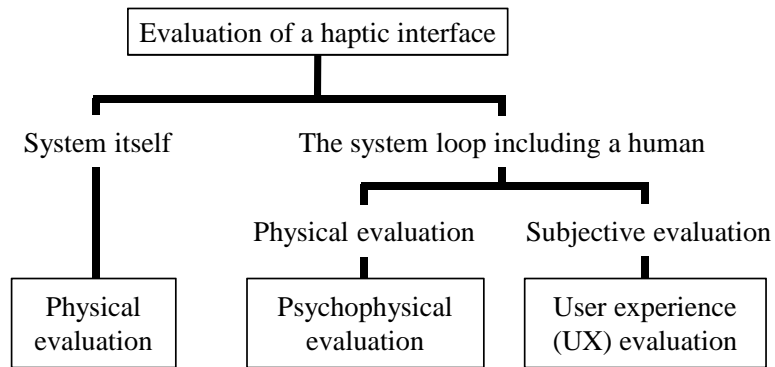 Evaluation of a haptic interface
System itself
The system loop including a human
Physical evaluation
Subjective evaluation
Physical
evaluation
Psychophysical
evaluation
User experience
(UX) evaluation